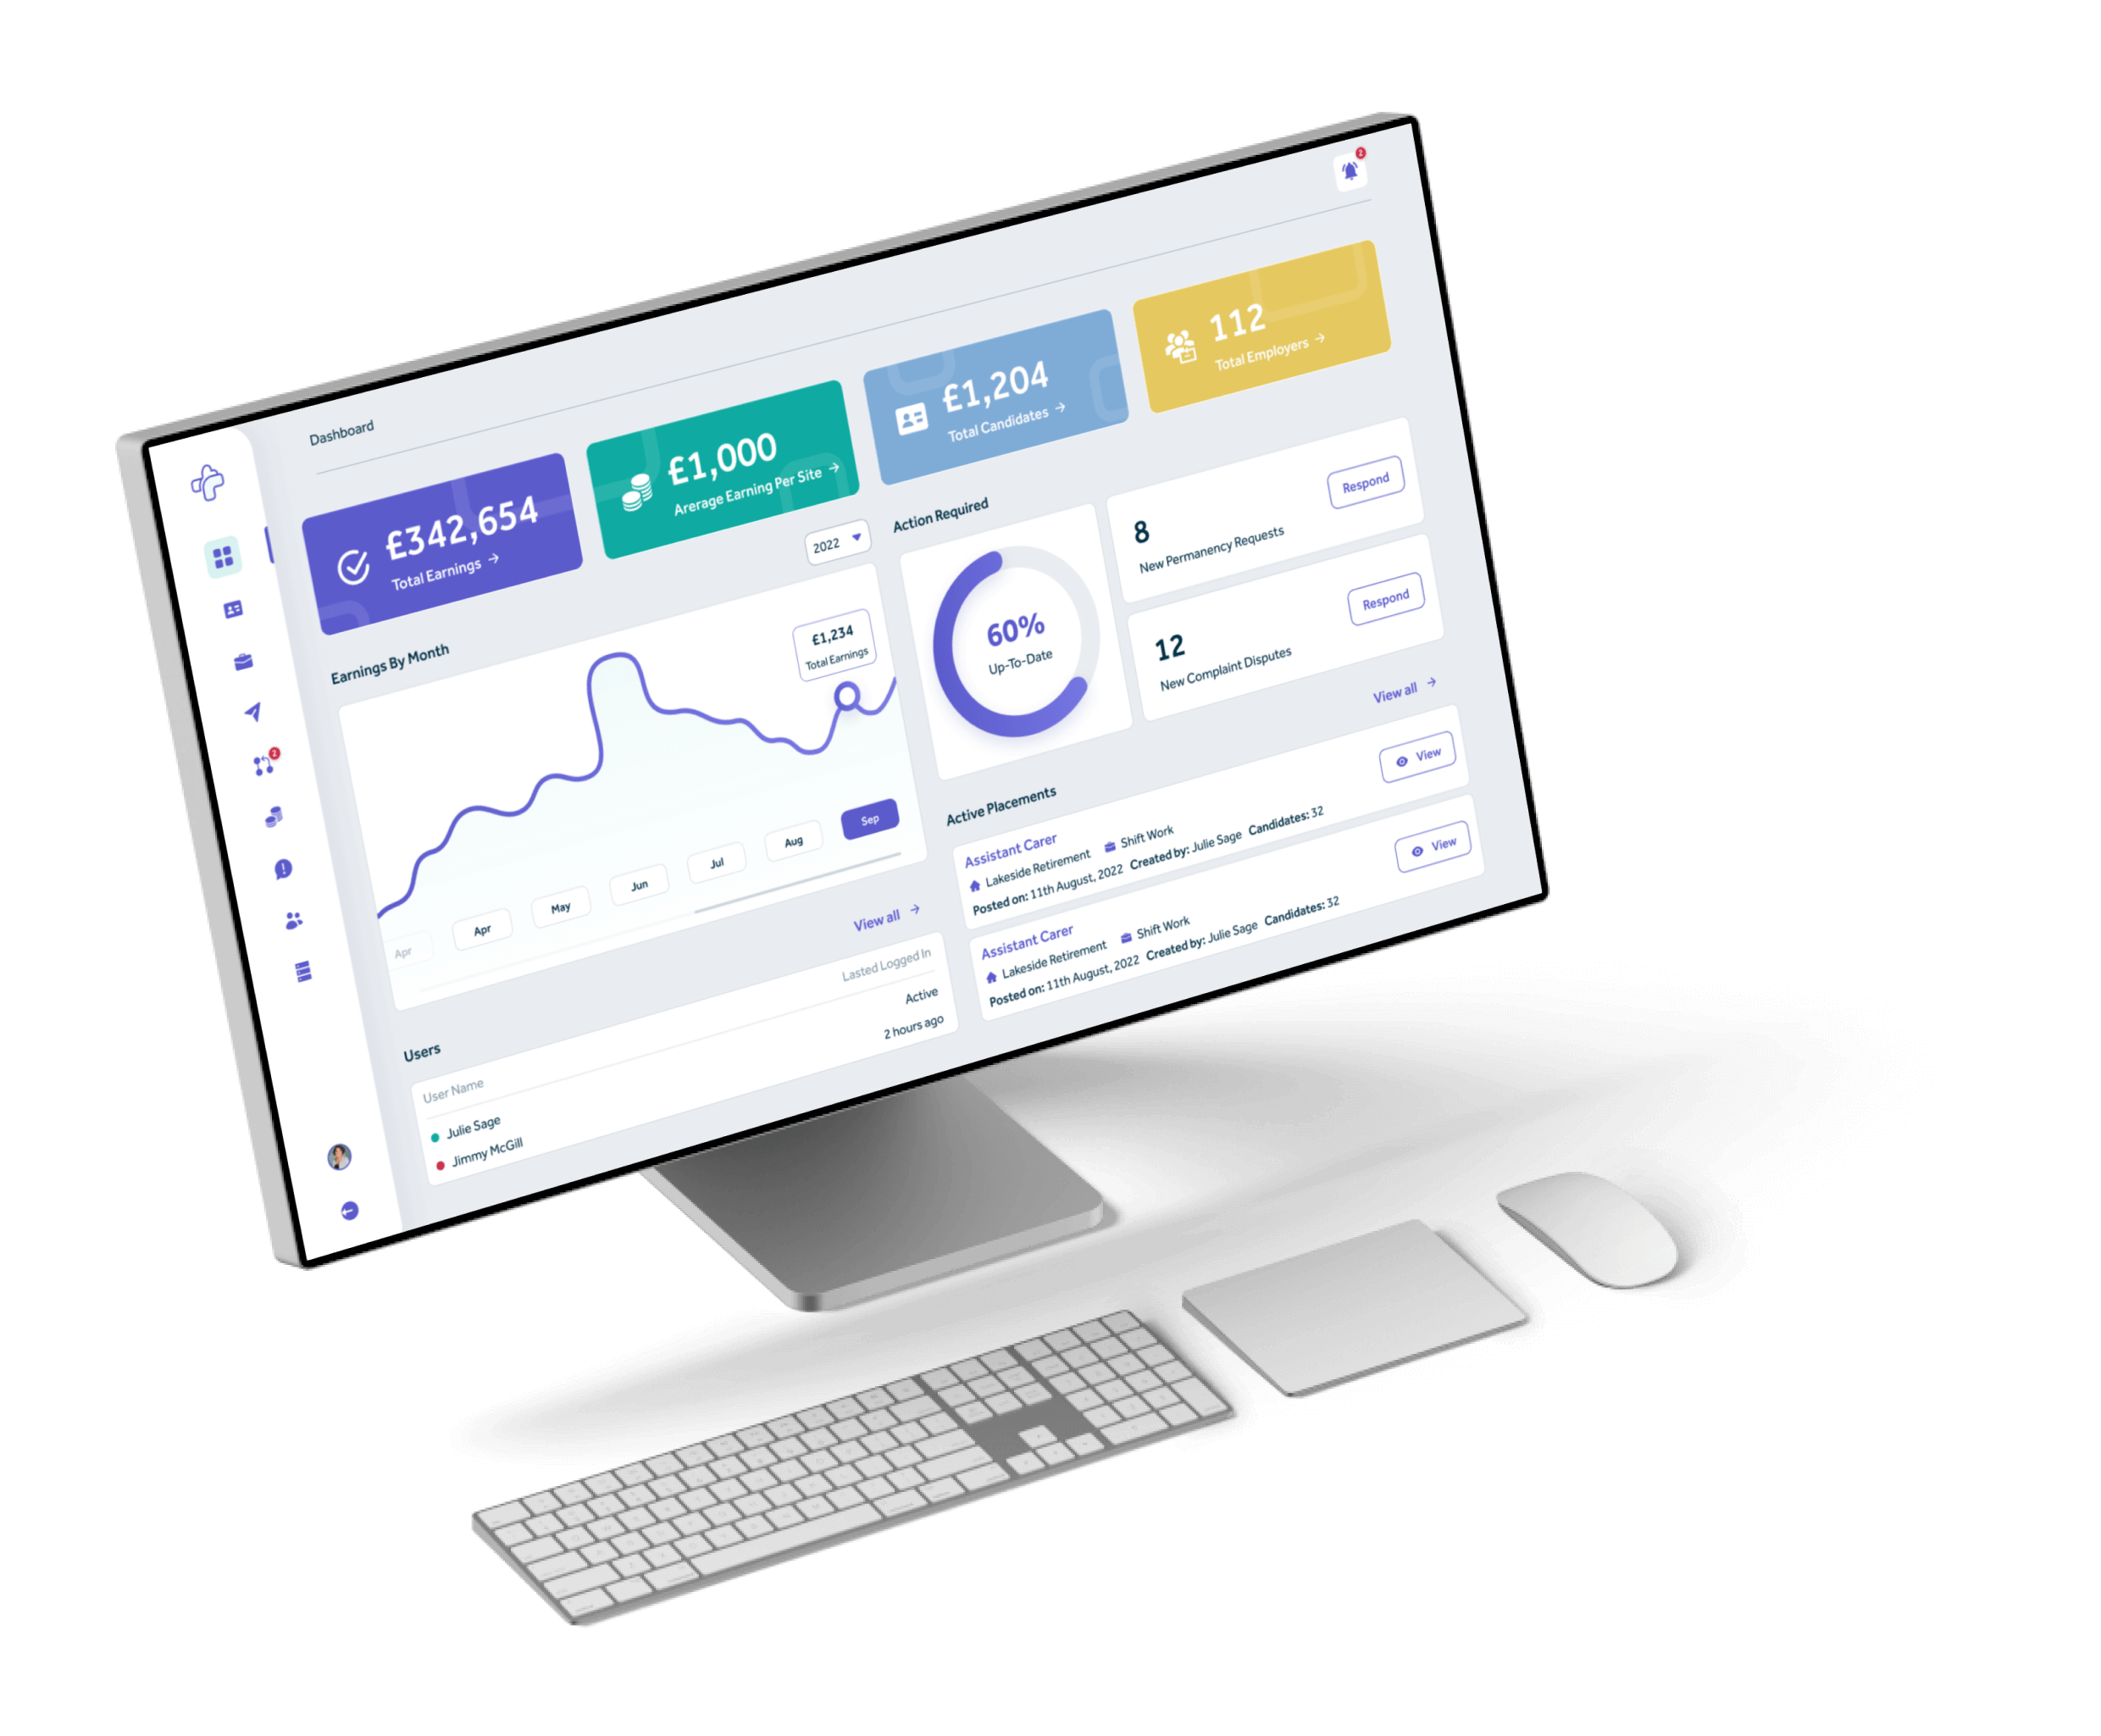 2
Dashboard
£342,654
Total Earnings →
£1,000
Arerage Earning Per Site →
£1,204
Total Candidates →
112
Total Employers →
2
Earnings By Month
2022
£1,234
Total Earnings
Apr
Apr
May
Jun
Jul
Aug
Sep
Action Required
60%
Up-To-Date
8
New Permanency Requests
Respond
12
New Complaint Disputes
Respond
Users
View all →
User Name
Lasted Logged In
Julie Sage
Active
Jimmy McGill
2 hours ago
Active Placements
View all →
Assistant Carer
Lakeside Retirement Shift Work
Posted on: 11th August, 2022 Created by: Julie Sage Candidates: 32
View
Assistant Carer
Lakeside Retirement Shift Work
Posted on: 11th August, 2022 Created by: Julie Sage Candidates: 32
View